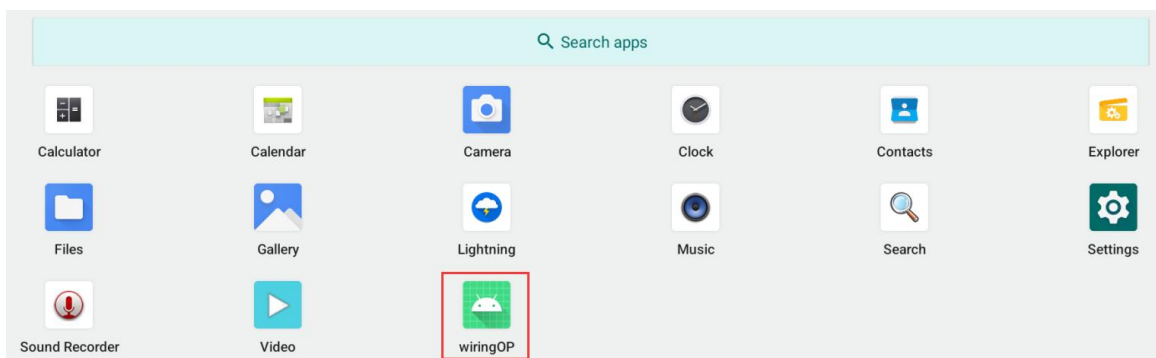 Search apps
Calculator Calendar Camera Clock Contacts Explorer
Files Gallery Lightning Music Search Settings
Sound Recorder Video wiringOP